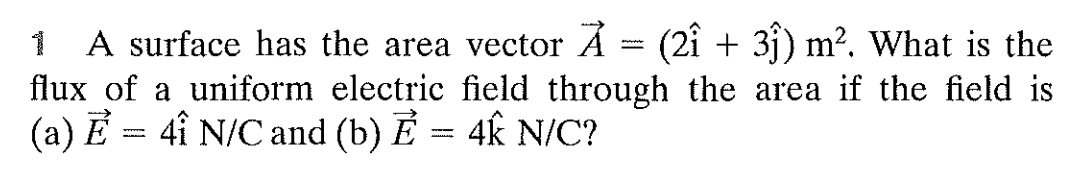 1 A surface has the area vector A⃗ = (2î + 3ĵ) m². What is the
flux of a uniform electric field through the area if the field is
(a) E⃗ = 4î N/C and (b) E⃗ = 4k̂ N/C?